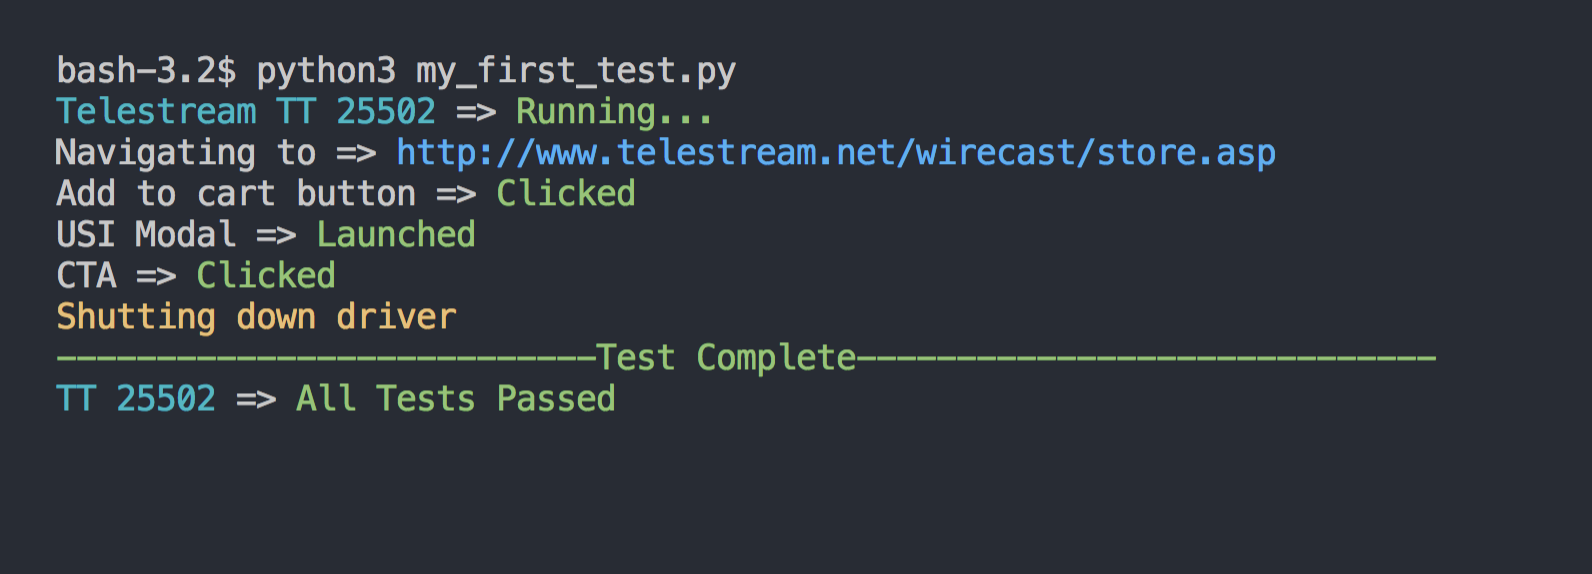 bash-3.2$ python3 my_first_test.py
Telestream TT 25502 => Running...
Navigating to => http://www.telestream.net/wirecast/store.asp
Add to cart button => Clicked
USI Modal => Launched
CTA => Clicked
Shutting down driver
---------------------------Test Complete-----------------------------
TT 25502 => All Tests Passed